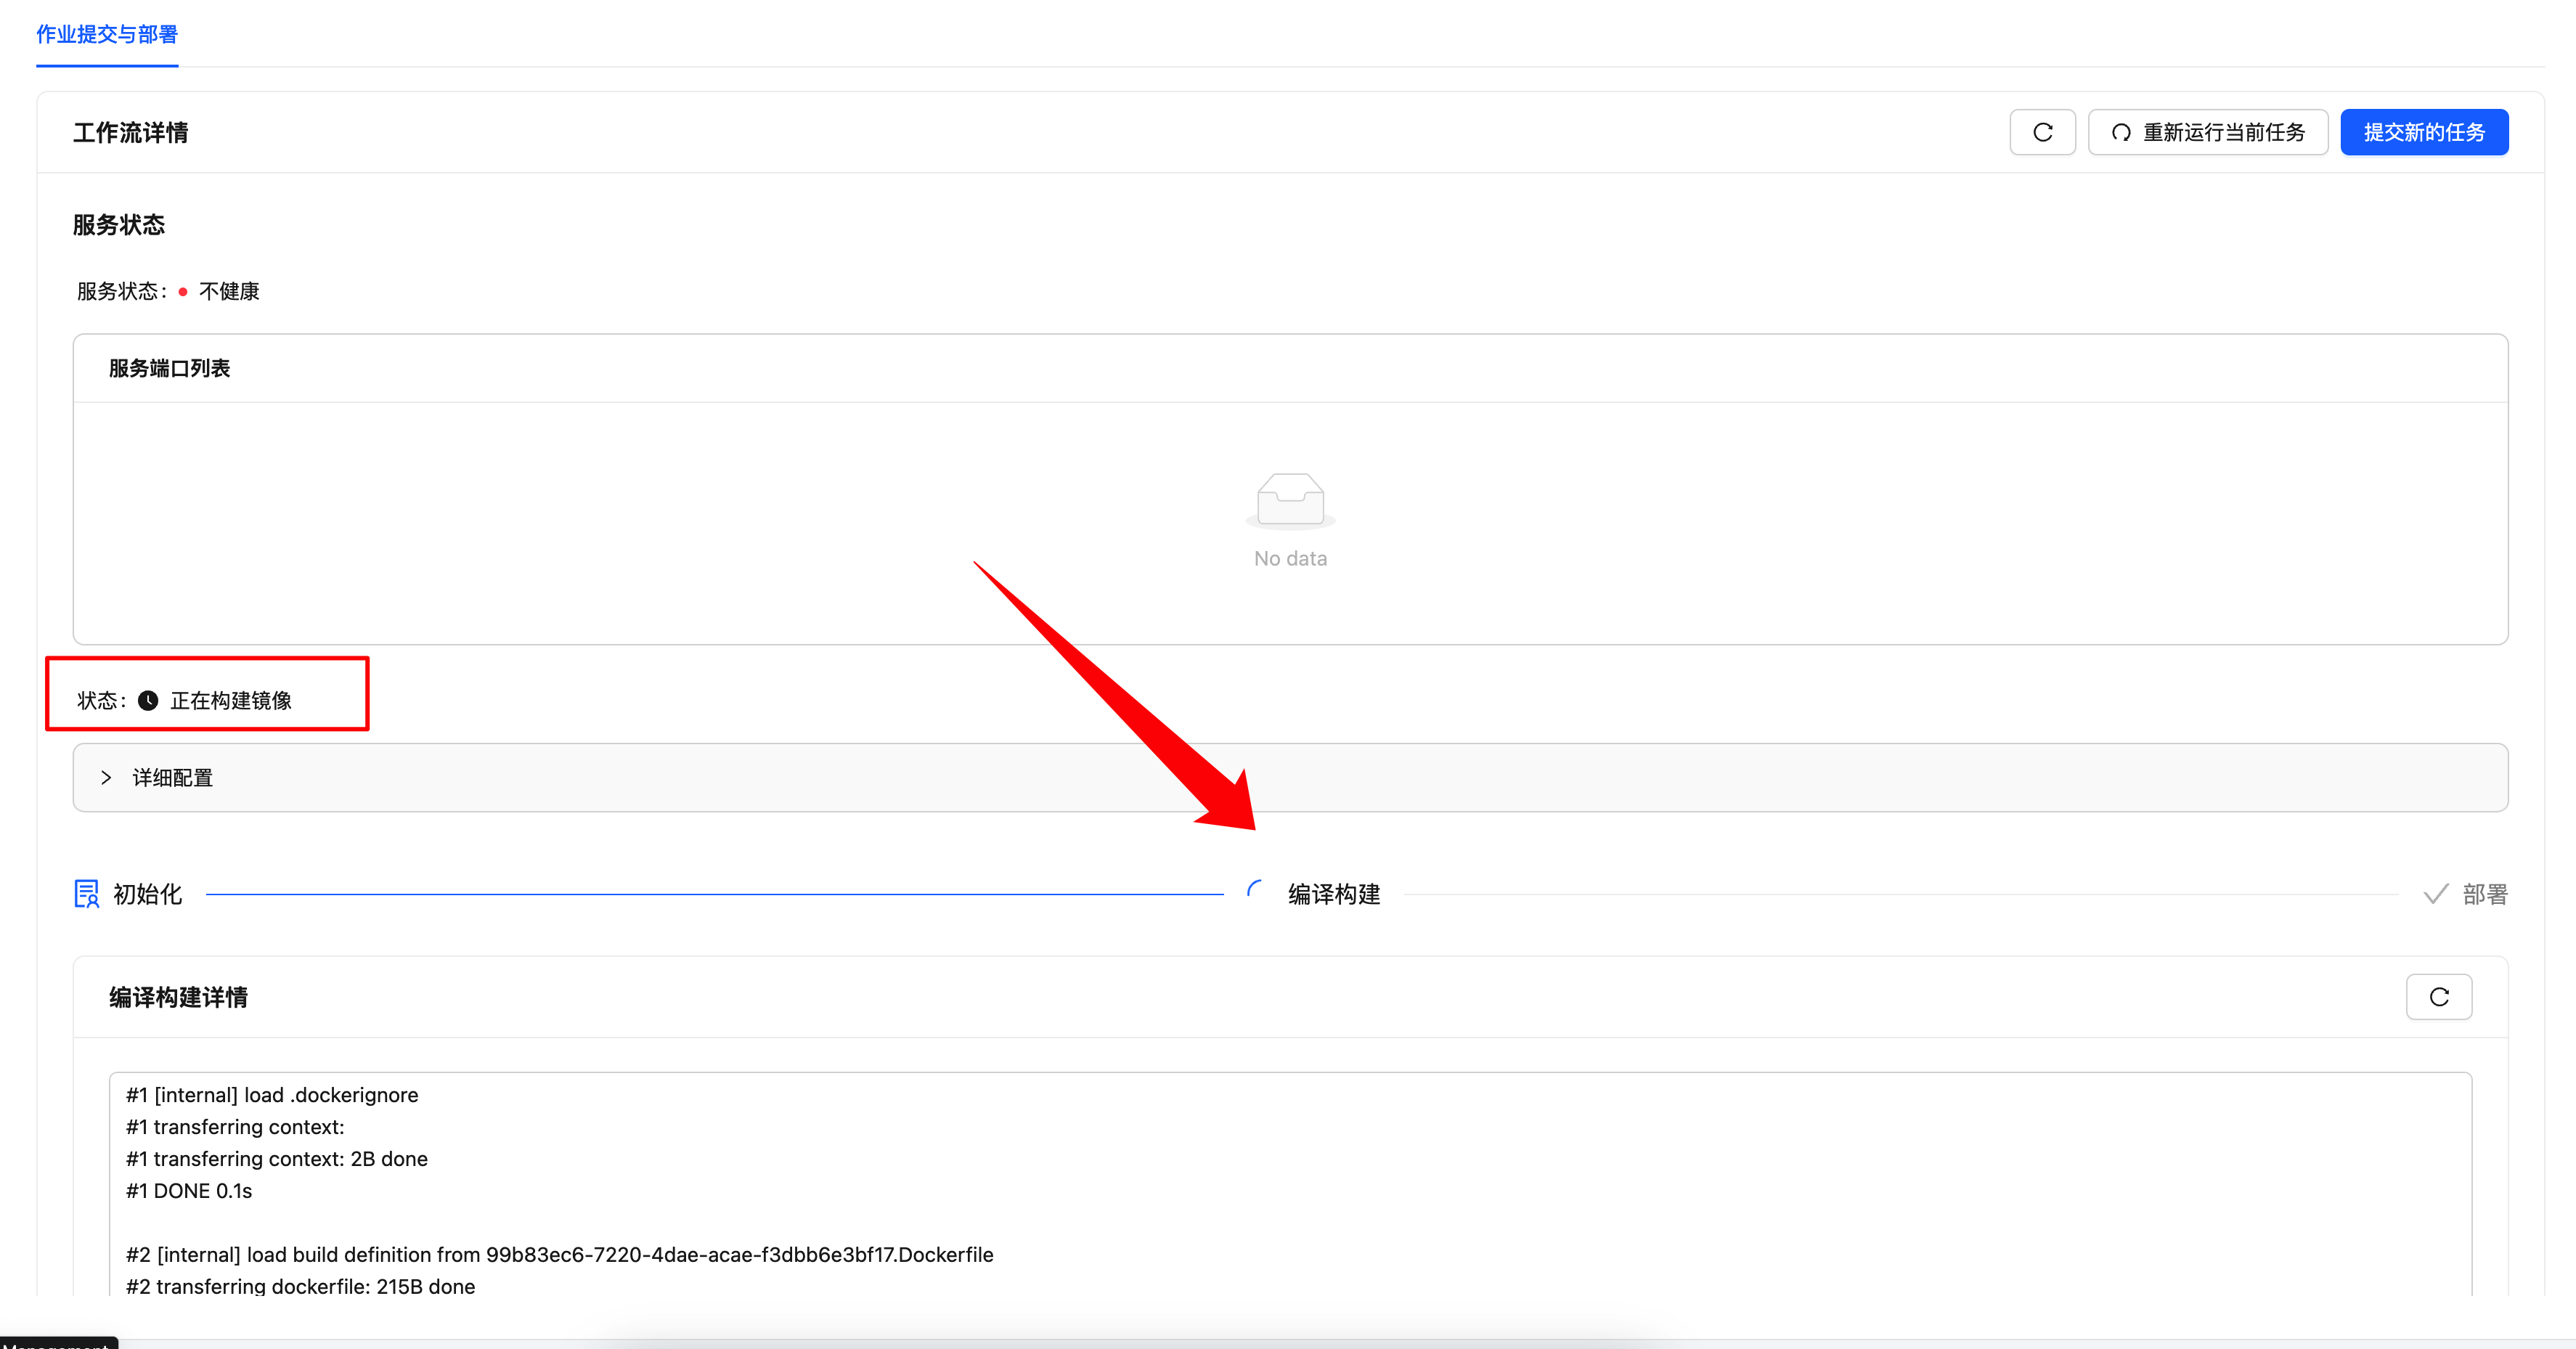 作业提交与部署
工作流详情
重新运行当前任务
提交新的任务
服务状态
服务状态：不健康
服务端口列表
No data
状态：正在构建镜像
详细配置
初始化
编译构建
部署
编译构建详情
#1 [internal] load .dockerignore
#1 transferring context:
#1 transferring context: 2B done
#1 DONE 0.1s
#2 [internal] load build definition from 99b83ec6-7220-4dae-acae-f3dbb6e3bf17.Dockerfile
#2 transferring dockerfile: 215B done